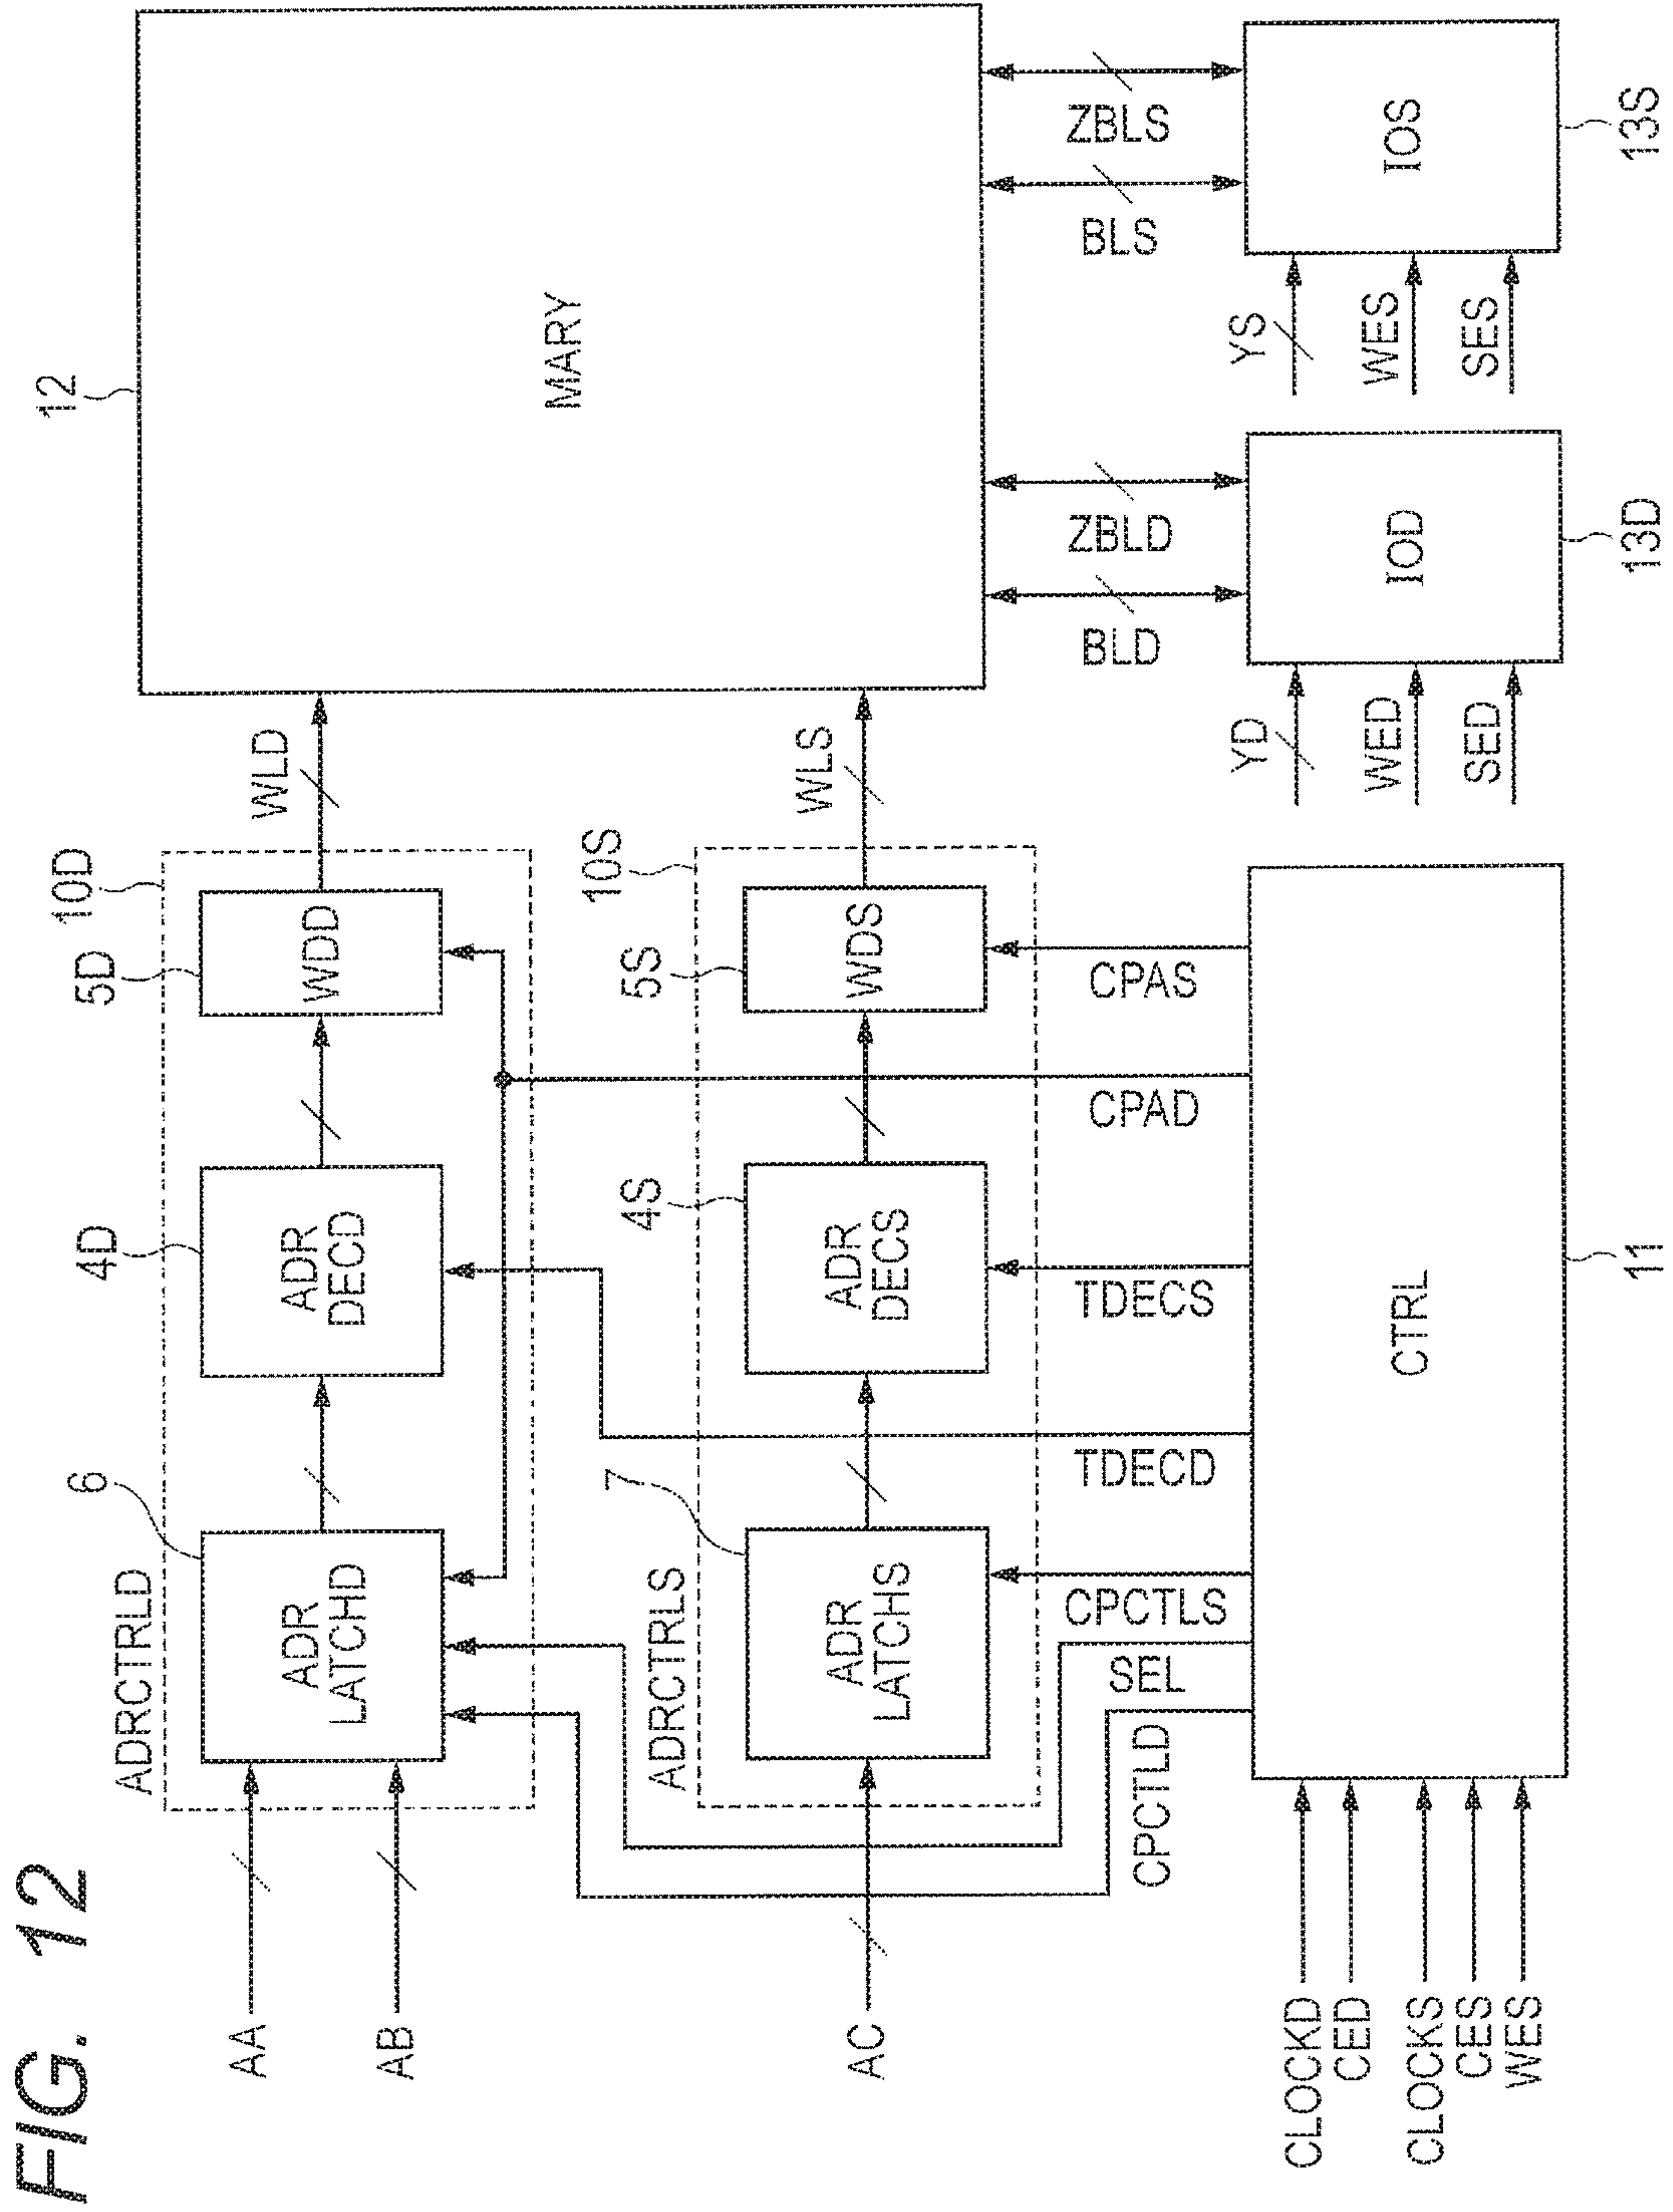 FIG. 12
ADRCTRLD
10D
6
4D
5D
12
AA
AB
ADR
LATCHD
ADR
DECD
WDD
WLD
MARY
ADRCTRLS
10S
7
4S
5S
AC
ADR
LATCHS
ADR
DECS
WDS
WLS
CPCTLD
SEL
CPCTLS
TDECD
TDECS
CPAD
CPAS
BLD
ZBLD
BLS
ZBLS
CLOCKD
CED
CLOCKS
CES
WES
CTRL
11
YD
WED
SED
IOD
13D
YS
WES
SES
IOS
13S